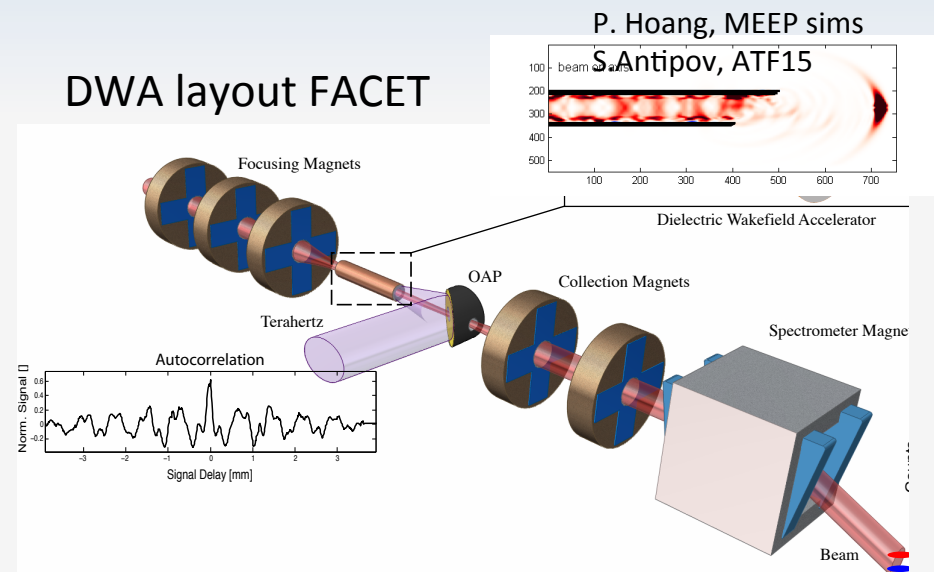 P. Hoang, MEEP sims
S.Antipov, ATF15
DWA layout FACET
beam on axis
100
200
300
400
500
100 200 300 400 500 600 700
Dielectric Wakefield Accelerator
Focusing Magnets
OAP
Collection Magnets
Terahertz
Spectrometer Magne
Autocorrelation
Norm. Signal []
0.6
0.4
0.2
0
-0.2
-3 -2 -1 0 1 2 3
Signal Delay [mm]
Beam